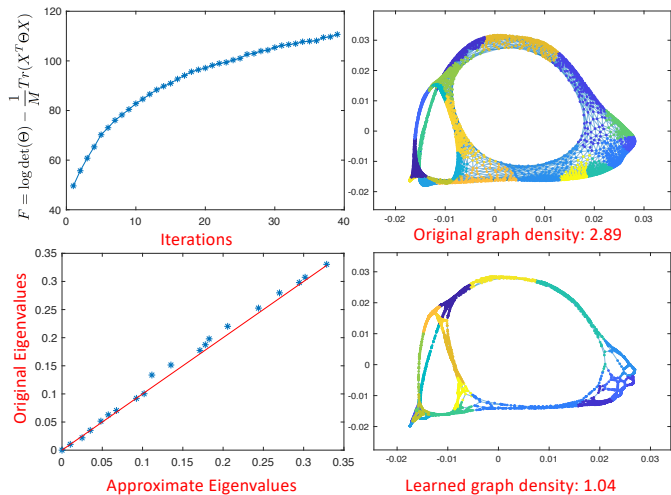 F = log det(Θ) − 1/M Tr(X^T ΘX)
120
100
80
60
40
0 10 20 30 40
Iterations
0.03
0.02
0.01
0
-0.01
-0.02
-0.02 -0.01 0 0.01 0.02 0.03
Original graph density: 2.89
Original Eigenvalues
0.35
0.3
0.25
0.2
0.15
0.1
0.05
0
0 0.05 0.1 0.15 0.2 0.25 0.3 0.35
Approximate Eigenvalues
0.03
0.02
0.01
0
-0.01
-0.02
-0.02 -0.01 0 0.01 0.02 0.03
Learned graph density: 1.04